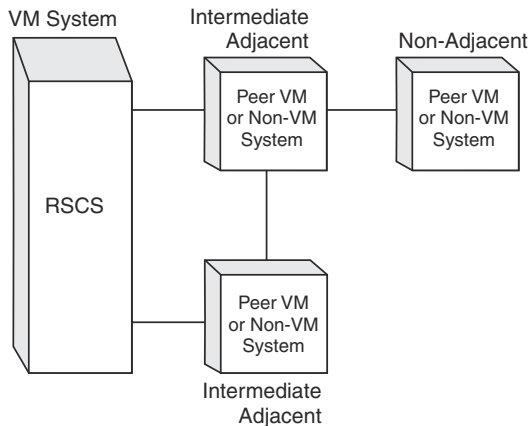 VM System
Intermediate
Adjacent
Non-Adjacent
Peer VM
or Non-VM
System
Peer VM
or Non-VM
System
RSCS
Peer VM
or Non-VM
System
Intermediate
Adjacent